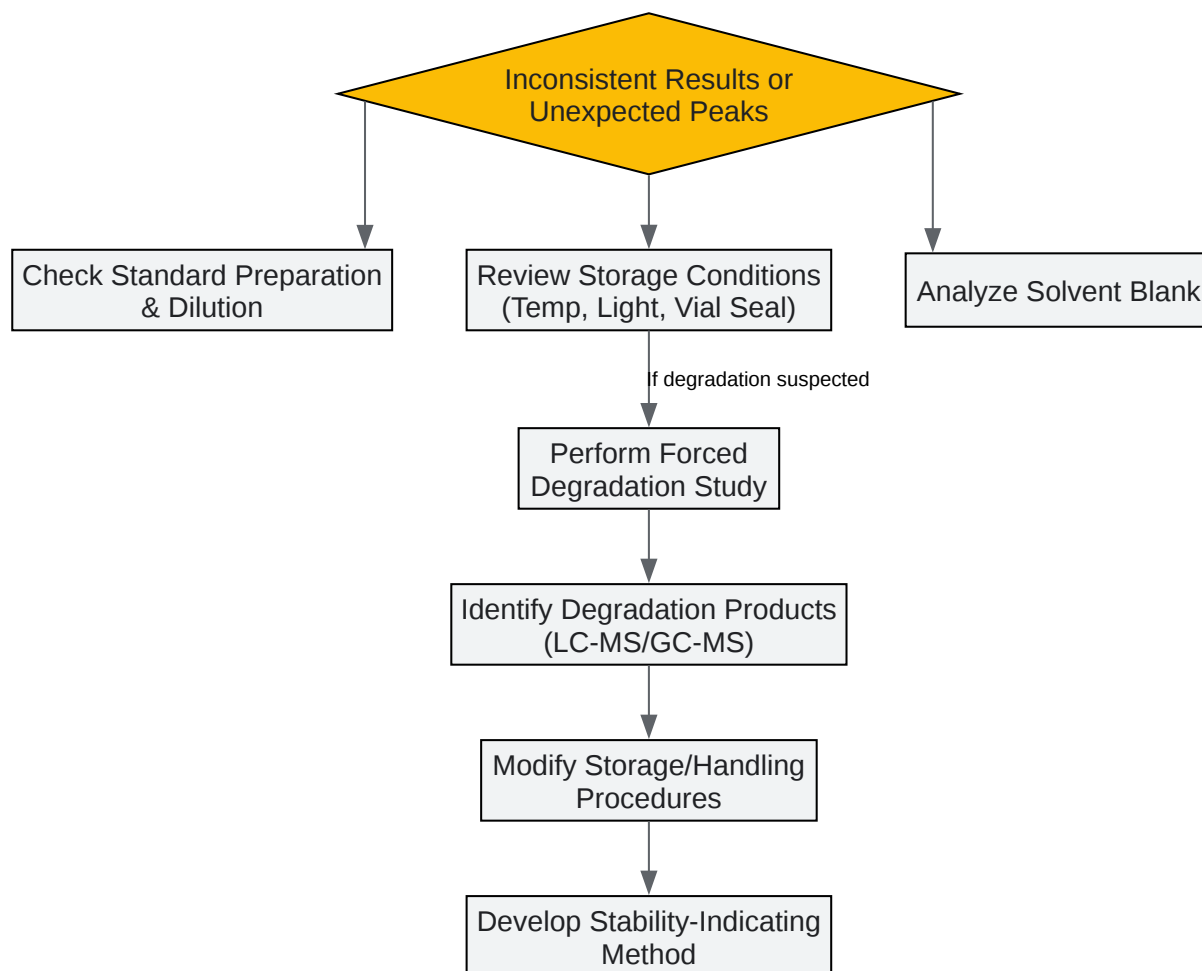 Inconsistent Results or
Unexpected Peaks
Check Standard Preparation
& Dilution
Review Storage Conditions
(Temp, Light, Vial Seal)
Analyze Solvent Blank
If degradation suspected
Perform Forced
Degradation Study
Identify Degradation Products
(LC-MS/GC-MS)
Modify Storage/Handling
Procedures
Develop Stability-Indicating
Method